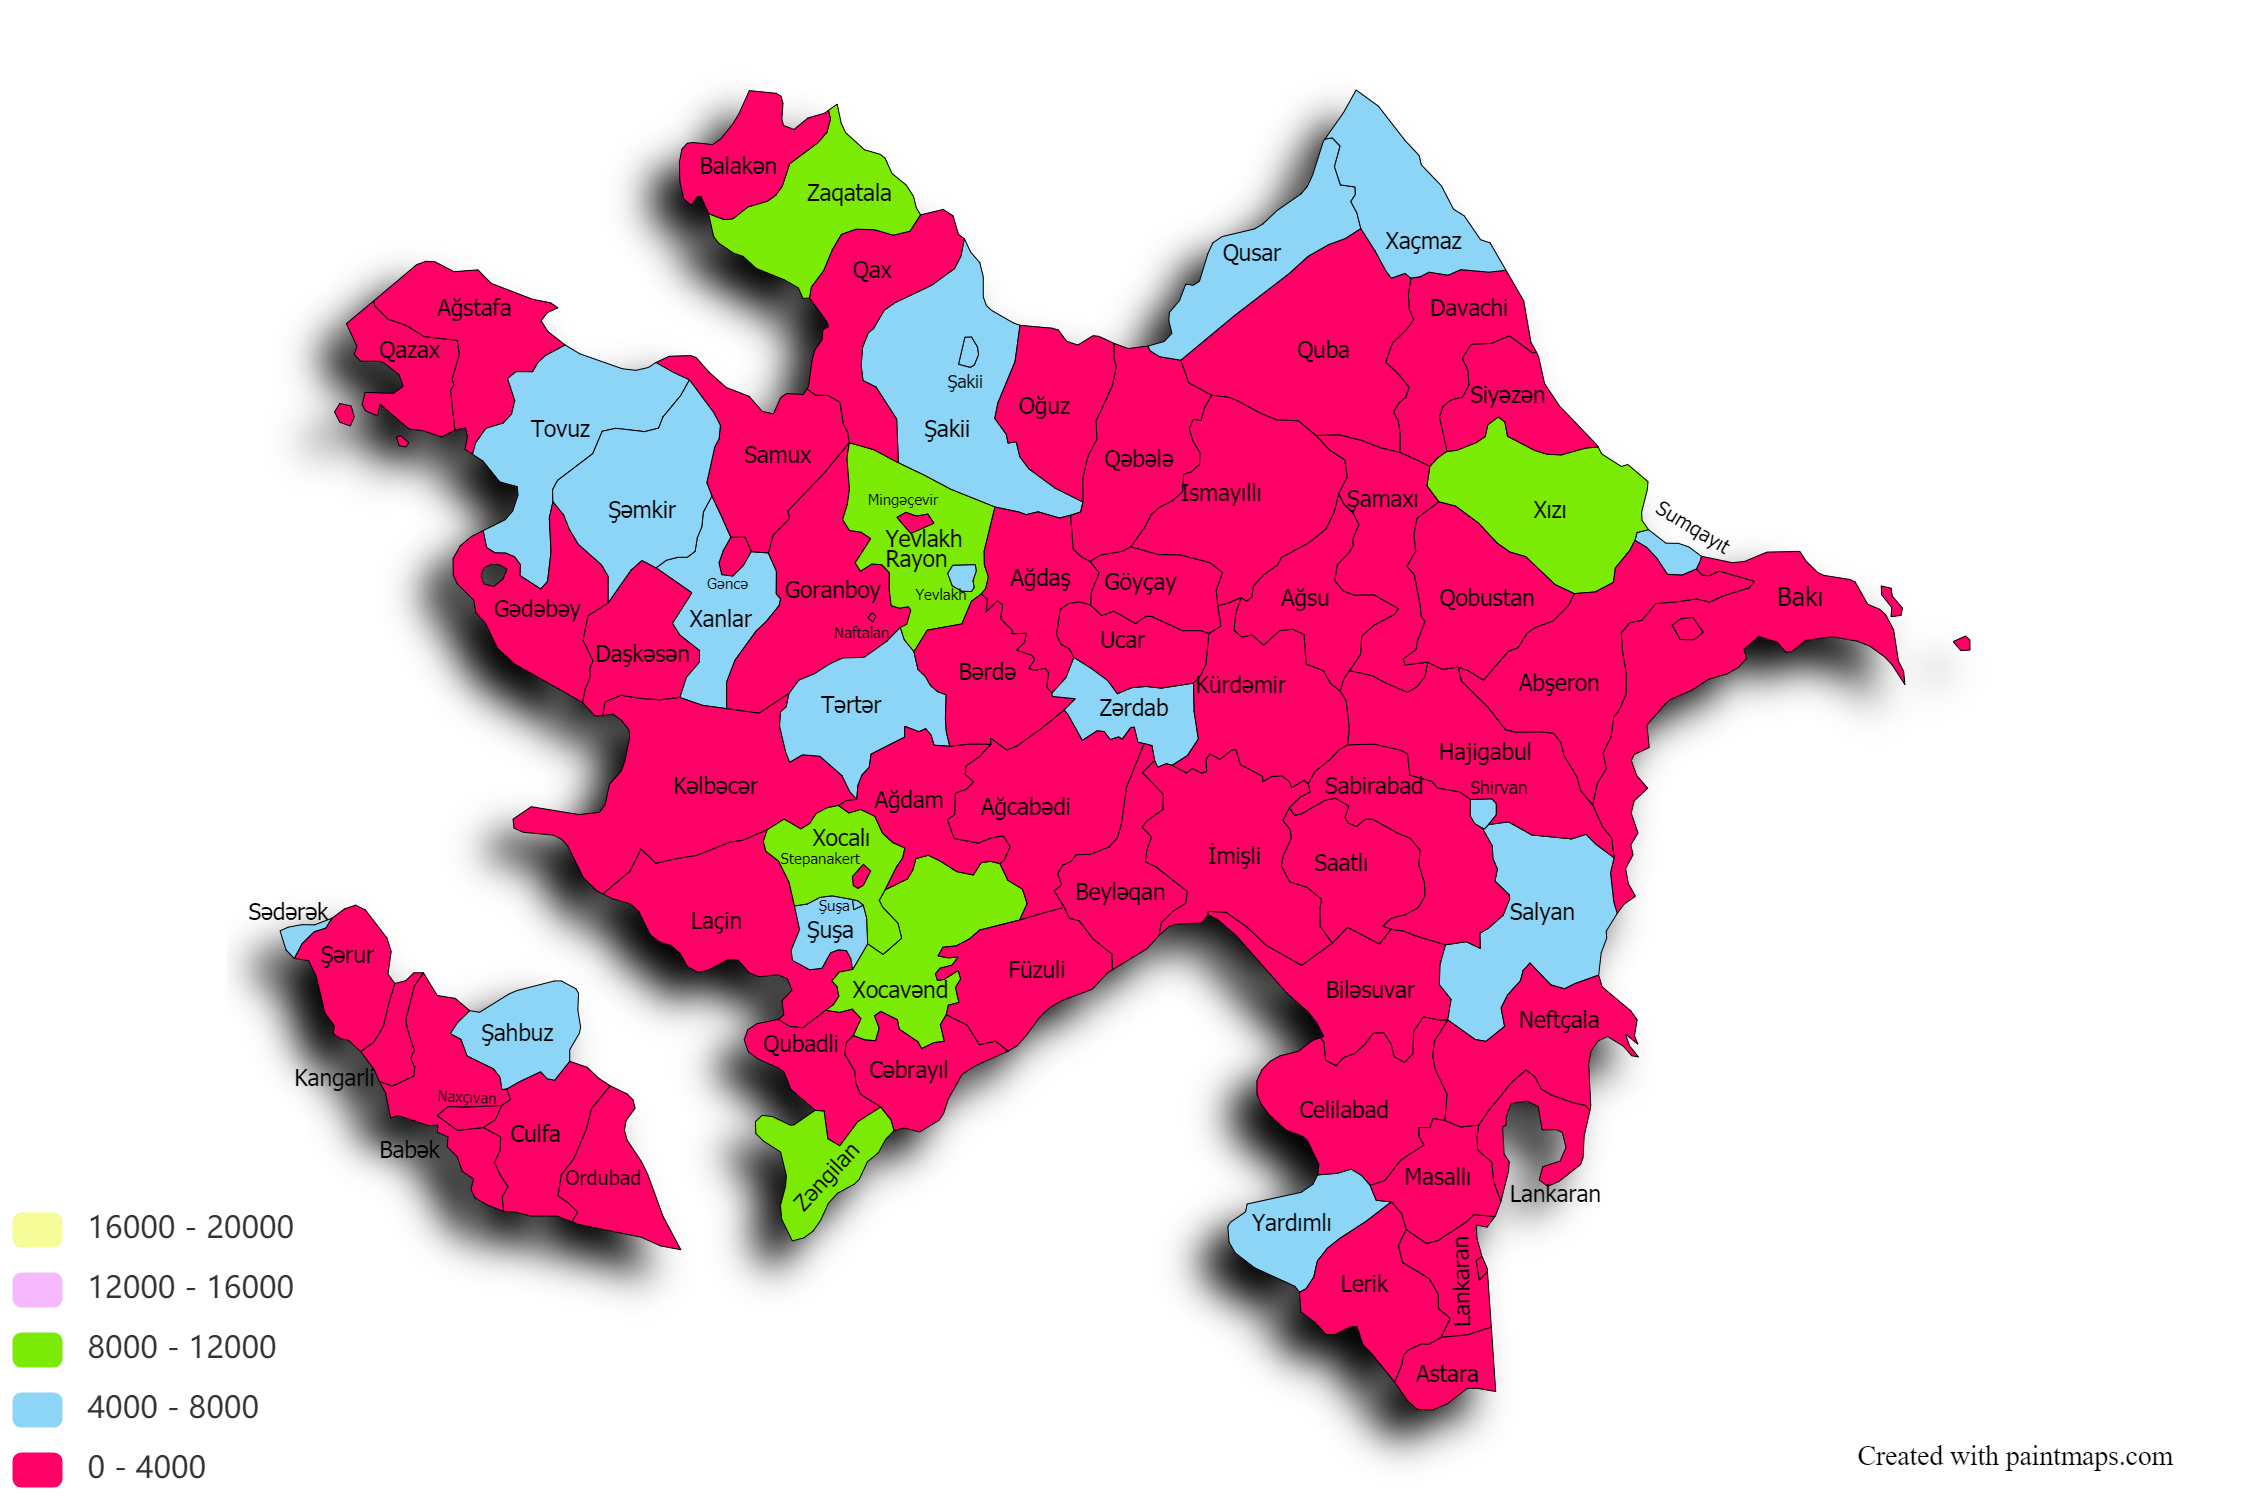 Balakən
Zaqatala
Qax
Qusar
Xaçmaz
Ağstafa
Davachi
Qazax
Quba
Şakii
Siyəzən
Oğuz
Tovuz
Şakii
Samux
Qəbələ
İsmayıllı
Şamaxı
Mingəçevir
Şəmkir
Xızı
Sumqayıt
Yevlakh
Rayon
Ağdaş
Göyçay
Gəncə
Goranboy
Yevlakh
Ağsu
Qobustan
Bakı
Gədəbəy
Xanlar
Naftalan
Ucar
Daşkəsən
Bərdə
Kürdəmir
Abşeron
Tərtər
Zərdab
Hajigabul
Kəlbəcər
Sabirabad
Shirvan
Ağdam
Ağcabədi
Xocalı
Stepanakert
İmişli
Saatlı
Beyləqan
Şuşa
Laçin
Şuşa
Salyan
Sədərək
Şərur
Füzuli
Xocavənd
Biləsuvar
Şahbuz
Neftçala
Qubadli
Cəbrayıl
Kangarli
Naxçıvan
Celilabad
Culfa
Babək
Zəngilan
Ordubad
Masallı
Lankaran
Yardımlı
Lerik
Lankaran
Astara
16000 - 20000
12000 - 16000
8000 - 12000
4000 - 8000
0 - 4000
Created with paintmaps.com